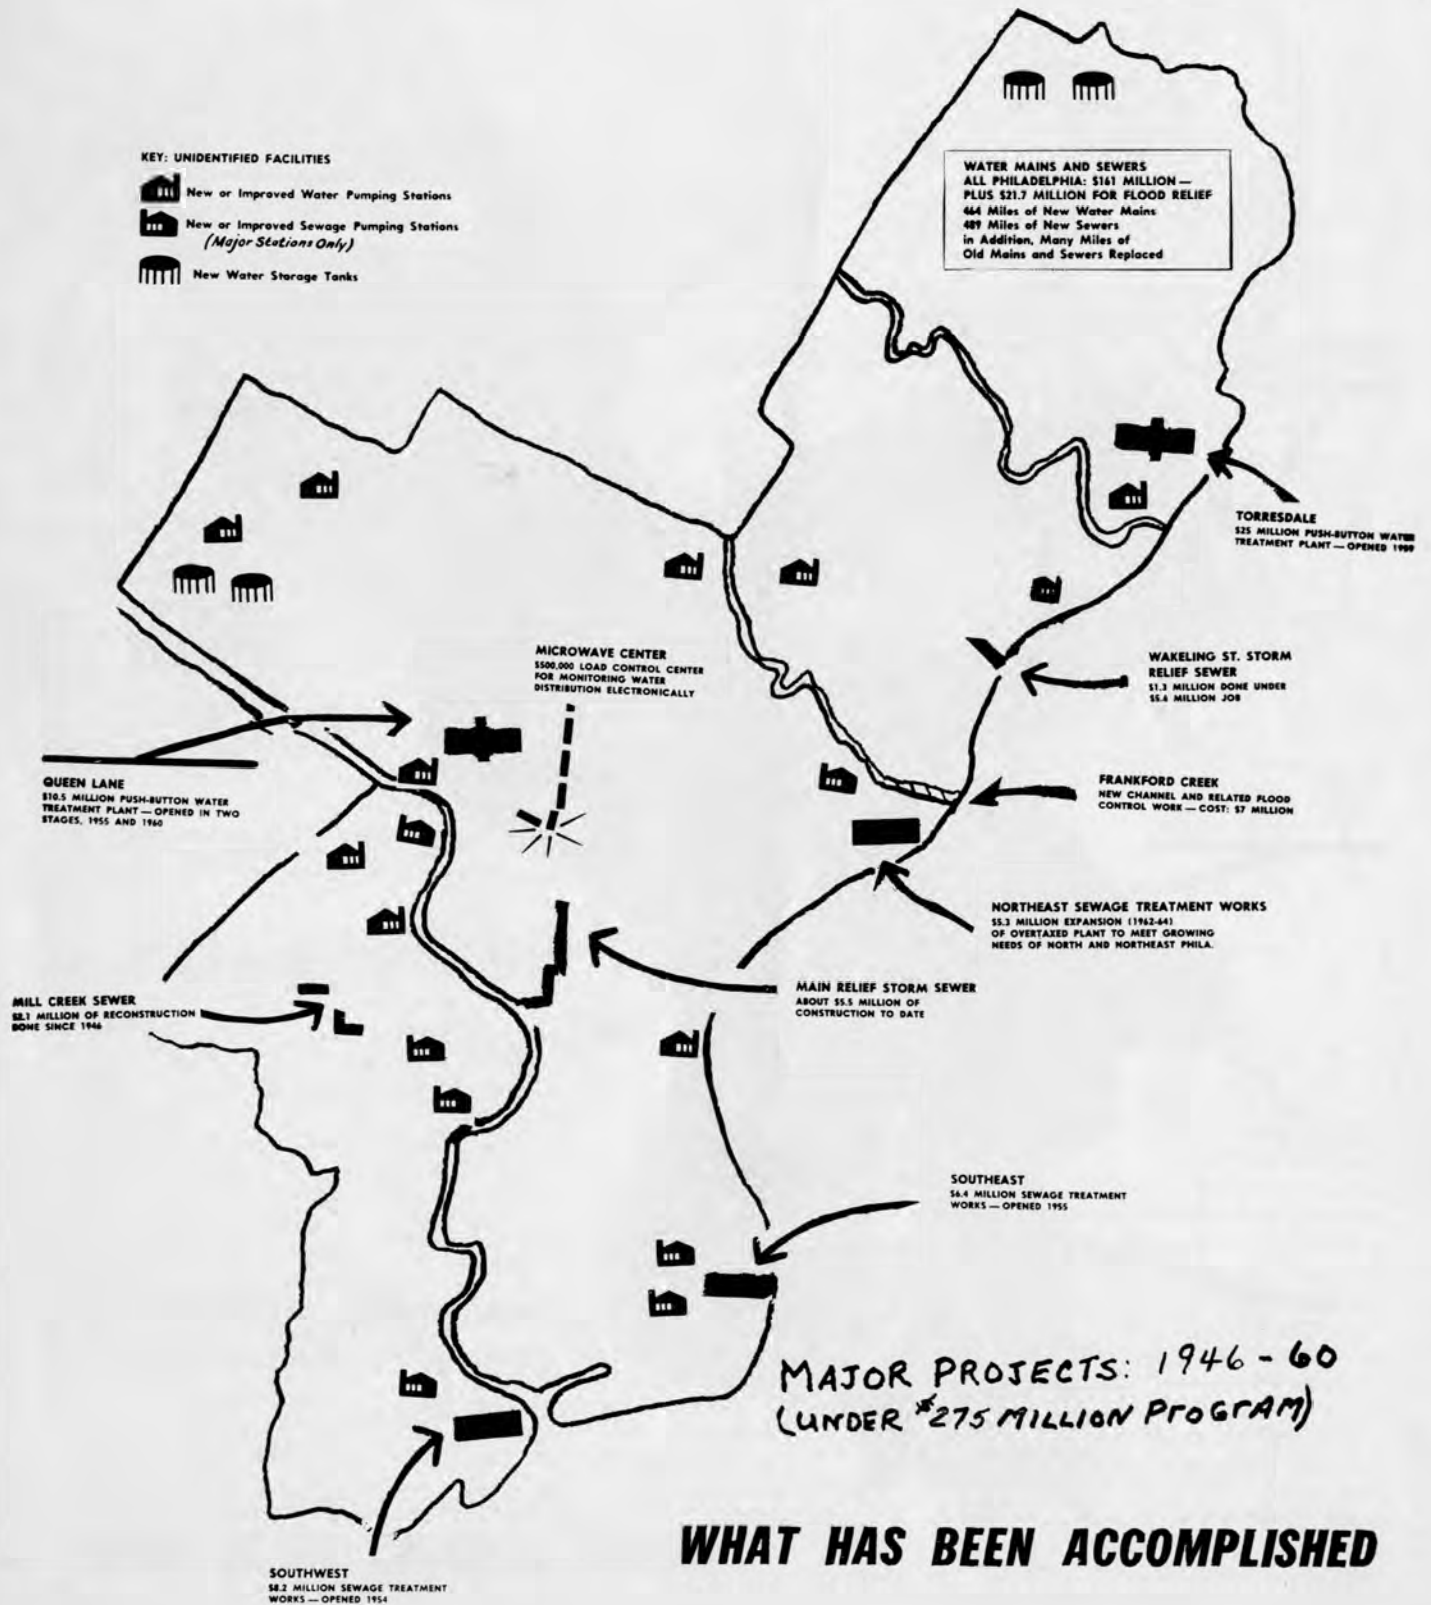 KEY: UNIDENTIFIED FACILITIES
New or Improved Water Pumping Stations
New or Improved Sewage Pumping Stations
(Major Stations Only)
New Water Storage Tanks
WATER MAINS AND SEWERS
ALL PHILADELPHIA: $161 MILLION —
PLUS $21.7 MILLION FOR FLOOD RELIEF
464 Miles of New Water Mains
489 Miles of New Sewers
in Addition, Many Miles of
Old Mains and Sewers Replaced
TORRESDALE
$25 MILLION PUSH-BUTTON WATER
TREATMENT PLANT — OPENED 1959
MICROWAVE CENTER
$500,000 LOAD CONTROL CENTER
FOR MONITORING WATER
DISTRIBUTION ELECTRONICALLY
WAKELING ST. STORM
RELIEF SEWER
$1.3 MILLION DONE UNDER
$5.6 MILLION JOB
QUEEN LANE
$10.5 MILLION PUSH-BUTTON WATER
TREATMENT PLANT — OPENED IN TWO
STAGES, 1955 AND 1960
FRANKFORD CREEK
NEW CHANNEL AND RELATED FLOOD
CONTROL WORK — COST: $7 MILLION
NORTHEAST SEWAGE TREATMENT WORKS
$5.3 MILLION EXPANSION (1962-64)
OF OVERTAXED PLANT TO MEET GROWING
NEEDS OF NORTH AND NORTHEAST PHILA.
MILL CREEK SEWER
$2.1 MILLION OF RECONSTRUCTION
DONE SINCE 1946
MAIN RELIEF STORM SEWER
ABOUT $5.5 MILLION OF
CONSTRUCTION TO DATE
SOUTHEAST
$6.4 MILLION SEWAGE TREATMENT
WORKS — OPENED 1955
MAJOR PROJECTS: 1946 - 60
(UNDER $275 MILLION PrOGrAM)
WHAT HAS BEEN ACCOMPLISHED
SOUTHWEST
$8.2 MILLION SEWAGE TREATMENT
WORKS — OPENED 1954